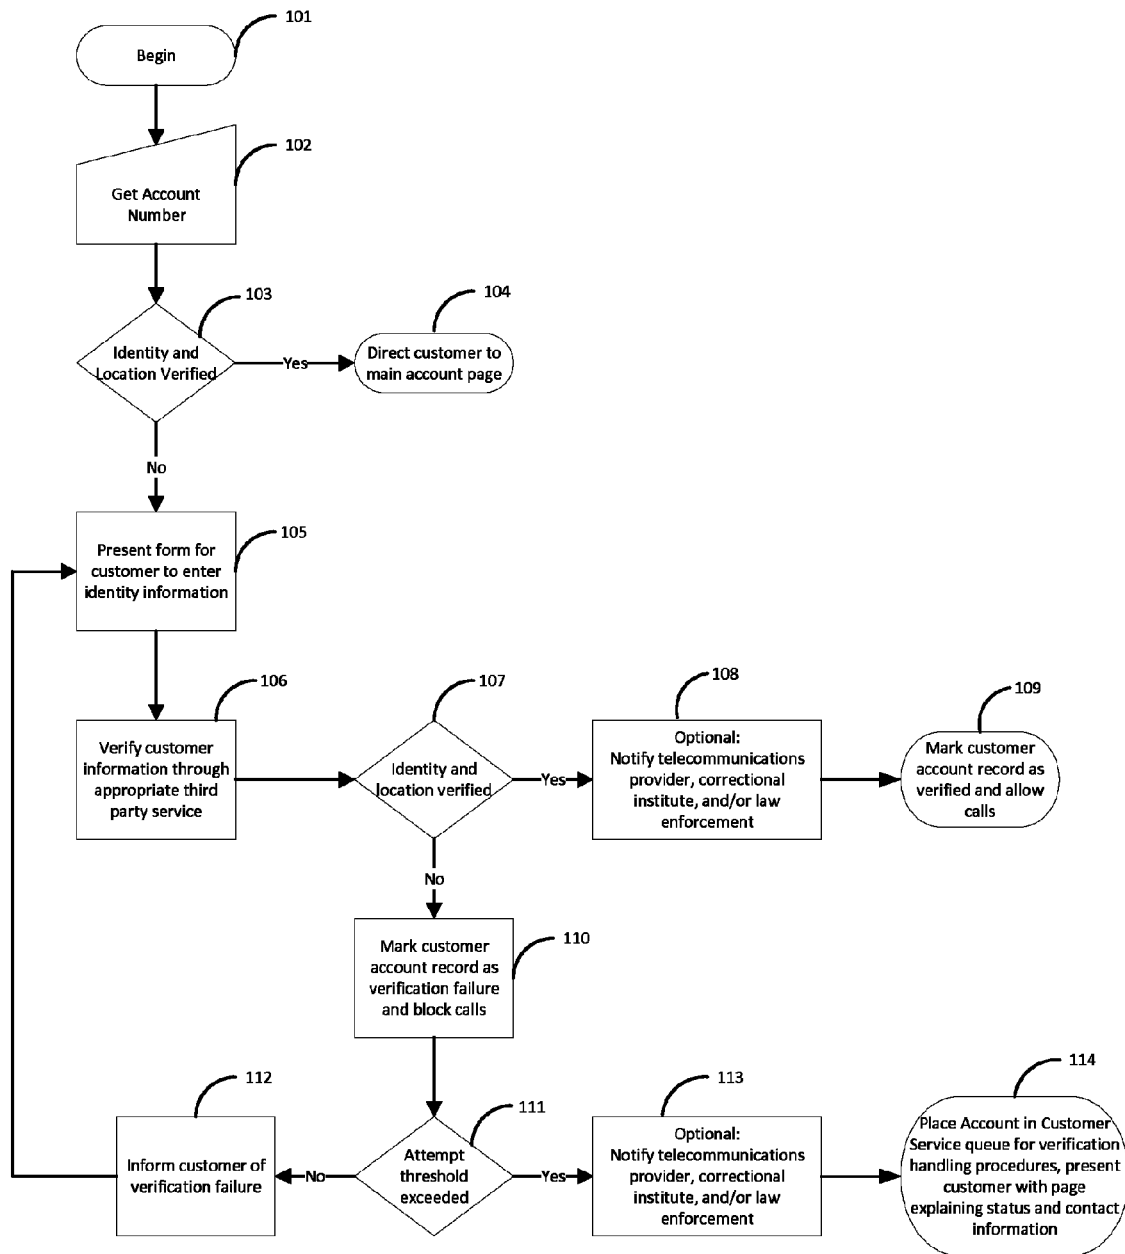 101
Begin
102
Get Account
Number
103
104
Identity and
Location Verified
Yes
Direct customer to
main account page
No
105
Present form for
customer to enter
identity information
106
107
108
109
Verify customer
information through
appropriate third
party service
Identity and
location verified
Yes
Optional:
Notify telecommunications
provider, correctional
institute, and/or law
enforcement
Mark customer
account record as
verified and allow
calls
No
110
Mark customer
account record as
verification failure
and block calls
112
111
113
114
Inform customer of
verification failure
No
Attempt
threshold
exceeded
Yes
Optional:
Notify telecommunications
provider, correctional
institute, and/or law
enforcement
Place Account in Customer
Service queue for verification
handling procedures, present
customer with page
explaining status and contact
information